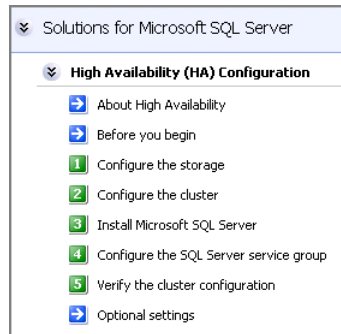 Solutions for Microsoft SQL Server
High Availability (HA) Configuration
About High Availability
Before you begin
1 Configure the storage
2 Configure the cluster
3 Install Microsoft SQL Server
4 Configure the SQL Server service group
5 Verify the cluster configuration
Optional settings